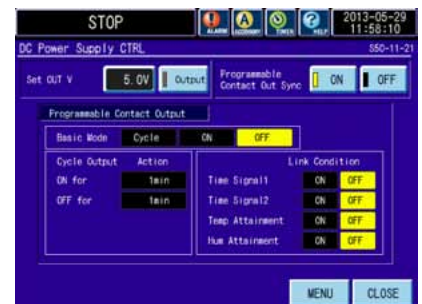 STOP
ALARM
ACCESSORY
TIMER
HELP
2013-05-29
11:58:10
DC Power Supply CTRL
S50-11-21
Set OUT V 5.0V Output
Programmable
Contact Out Sync
ON OFF
Programmable Contact Output
Basic Mode Cycle ON OFF
Cycle Output Action
ON for 1min
OFF for 1min
Link Condition
Time Signal1 ON OFF
Time Signal2 ON OFF
Temp Attainment ON OFF
Hum Attainment ON OFF
MENU CLOSE